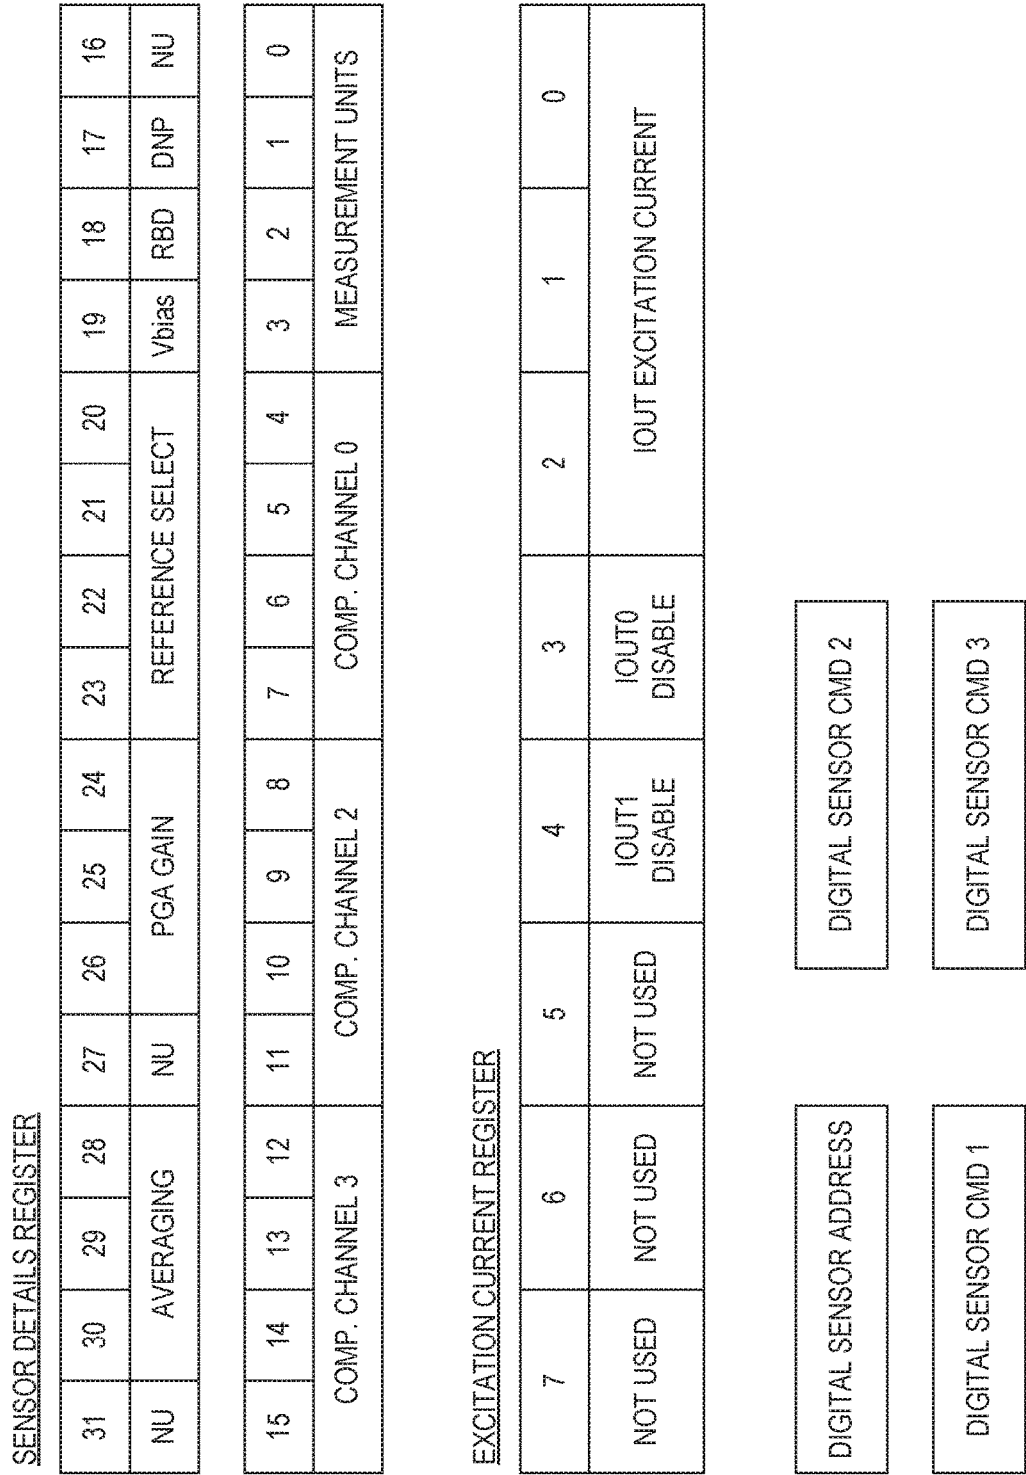 SENSOR DETAILS REGISTER
31 30 29 28 27 26 25 24 23 22 21 20 19 18 17 16
NU AVERAGING NU PGA GAIN REFERENCE SELECT Vbias RBD DNP NU
15 14 13 12 11 10 9 8 7 6 5 4 3 2 1 0
COMP. CHANNEL 3 COMP. CHANNEL 2 COMP. CHANNEL 0 MEASUREMENT UNITS
EXCITATION CURRENT REGISTER
7 6 5 4 3 2 1 0
NOT USED NOT USED NOT USED IOUT1 DISABLE IOUT0 DISABLE IOUT EXCITATION CURRENT
DIGITAL SENSOR ADDRESS DIGITAL SENSOR CMD 2
DIGITAL SENSOR CMD 1 DIGITAL SENSOR CMD 3